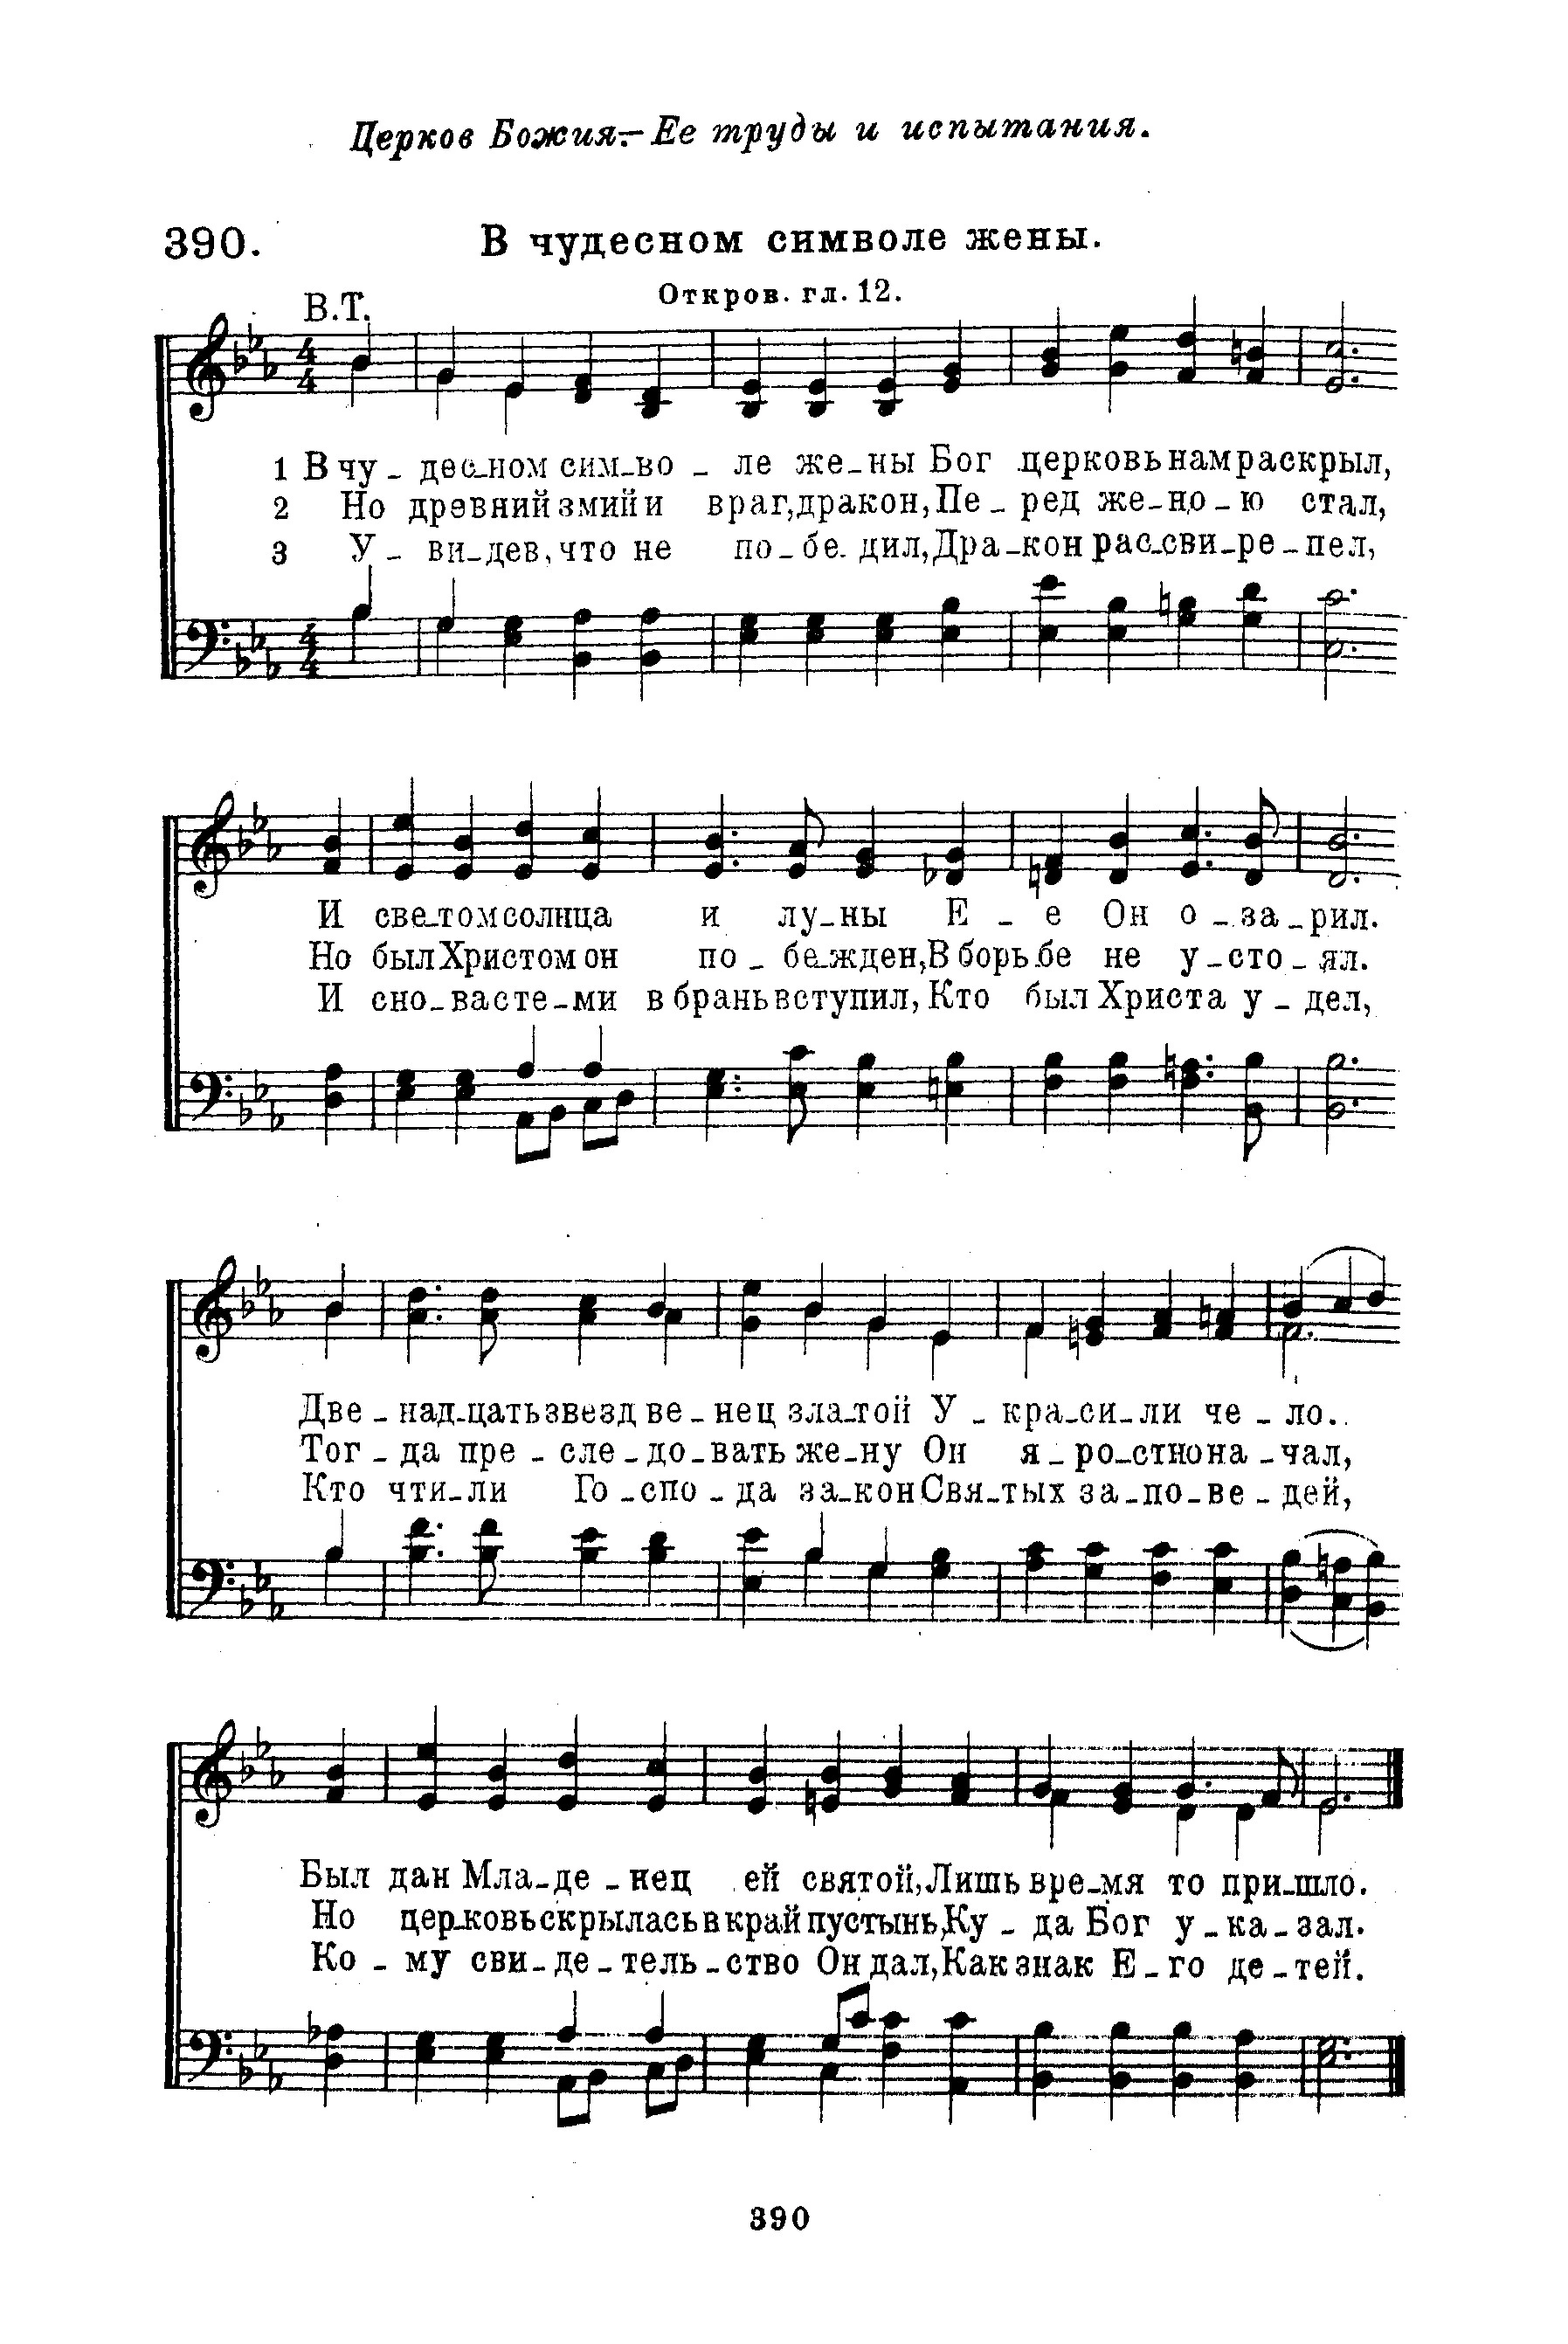 Церков Божия.— Ее труды и испытания.
390.
В чудесном символе жены.
Откров. гл. 12.
В.Т.
1 В чу - дес-ном сим-во - ле же-ны Бог церковь нам раскрыл,
2 Но древний змий и враг, дракон, Пе - ред же-но-ю стал,
3 У - ви-дев, что не по-бе-дил, Дра-кон рас-сви-ре-пел,
И све-том солнца и лу-ны Е - е Он о-за-рил.
Но был Христом он по - бе-жден, В борь-бе не у-сто-ял.
И сно-ва с те-ми в брань вступил, Кто был Христа у - дел,
Две - над-цать звезд ве-нец зла-той У - кра-си-ли че - ло.
Тог - да пре - сле-до-вать же-ну Он я-ро-стно на-чал,
Кто чти-ли Го-спо - да за-кон Свя-тых за-по-ве - дей,
Был дан Мла-де - нец ей святой, Лишь вре-мя то при-шло.
Но цер-ковь скрылась в край пустынь, Ку - да Бог у-ка-зал.
Ко - му сви-де-тель-ство Он дал, Как знак Е-го де-тей.
390